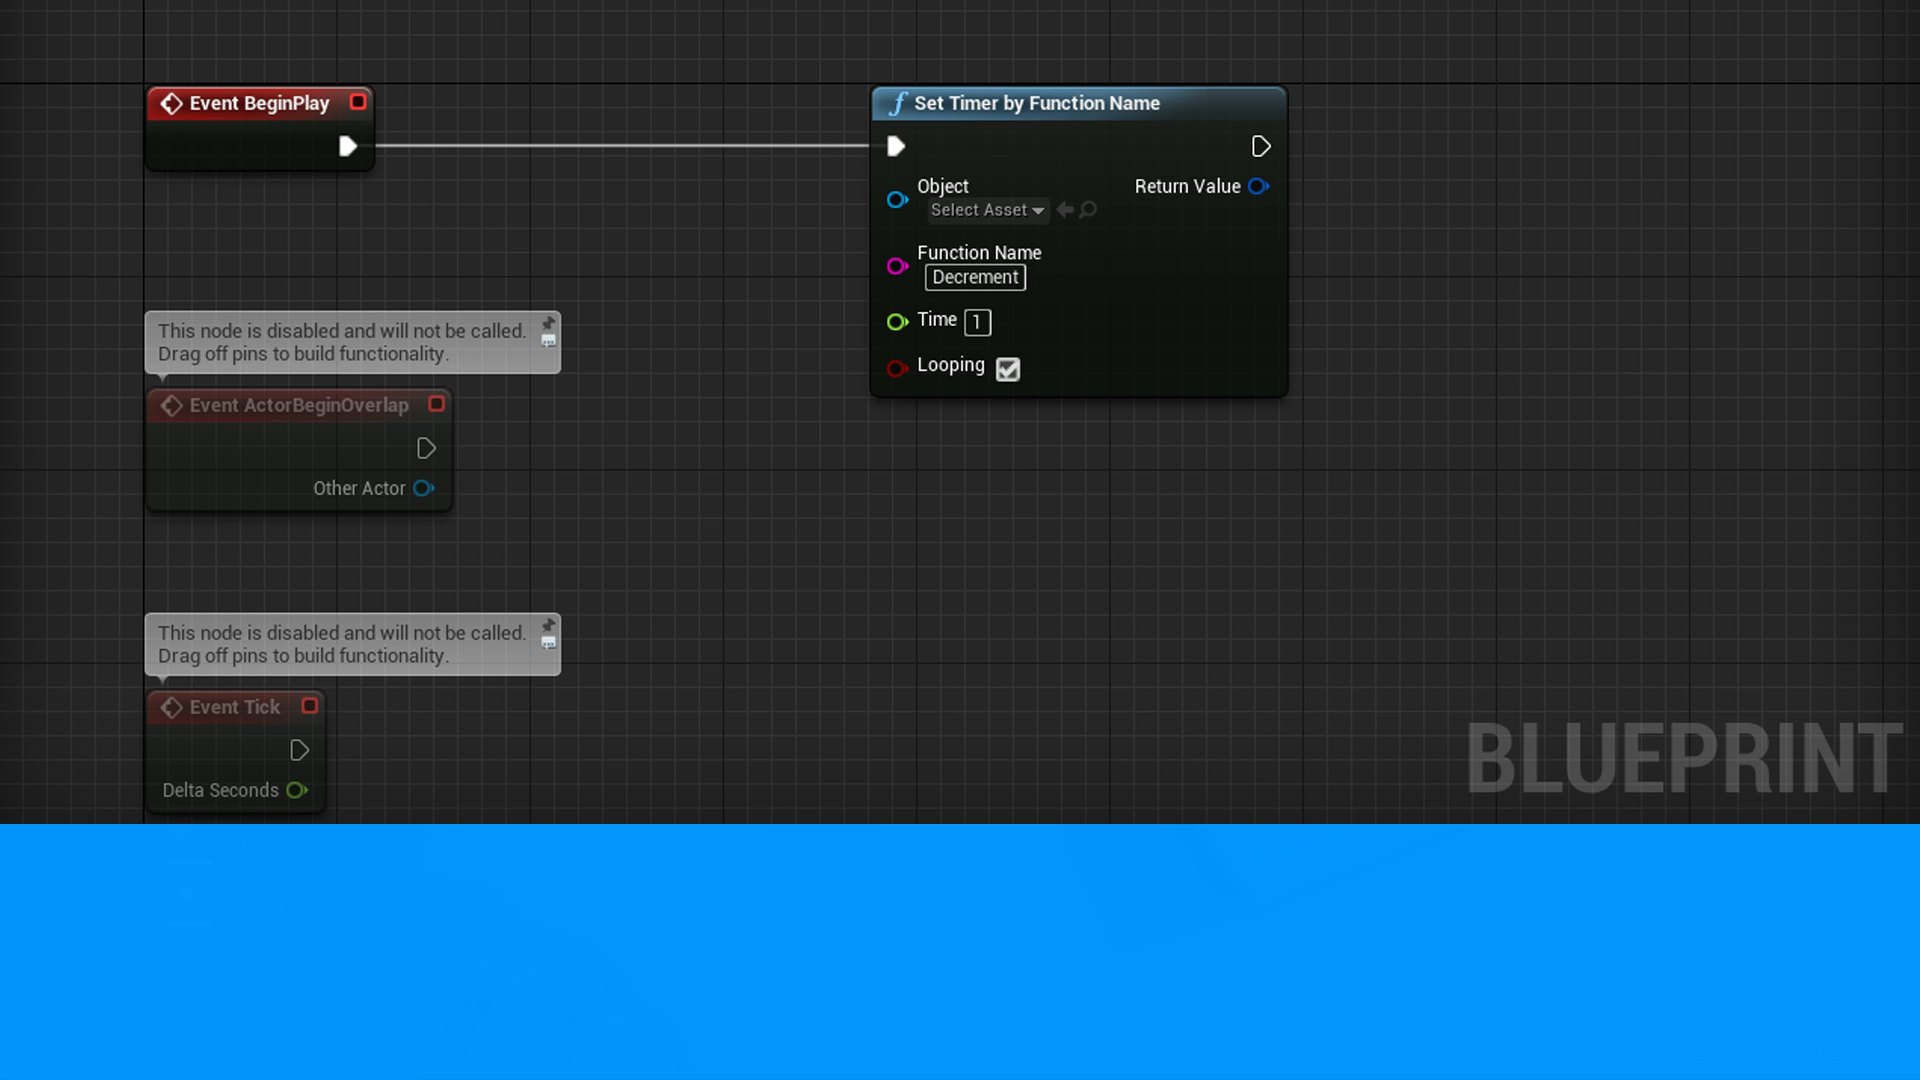 Event BeginPlay
Set Timer by Function Name
Object
Select Asset
Return Value
Function Name
Decrement
Time 1
Looping
This node is disabled and will not be called.
Drag off pins to build functionality.
Event ActorBeginOverlap
Other Actor
This node is disabled and will not be called.
Drag off pins to build functionality.
Event Tick
Delta Seconds
BLUEPRINT